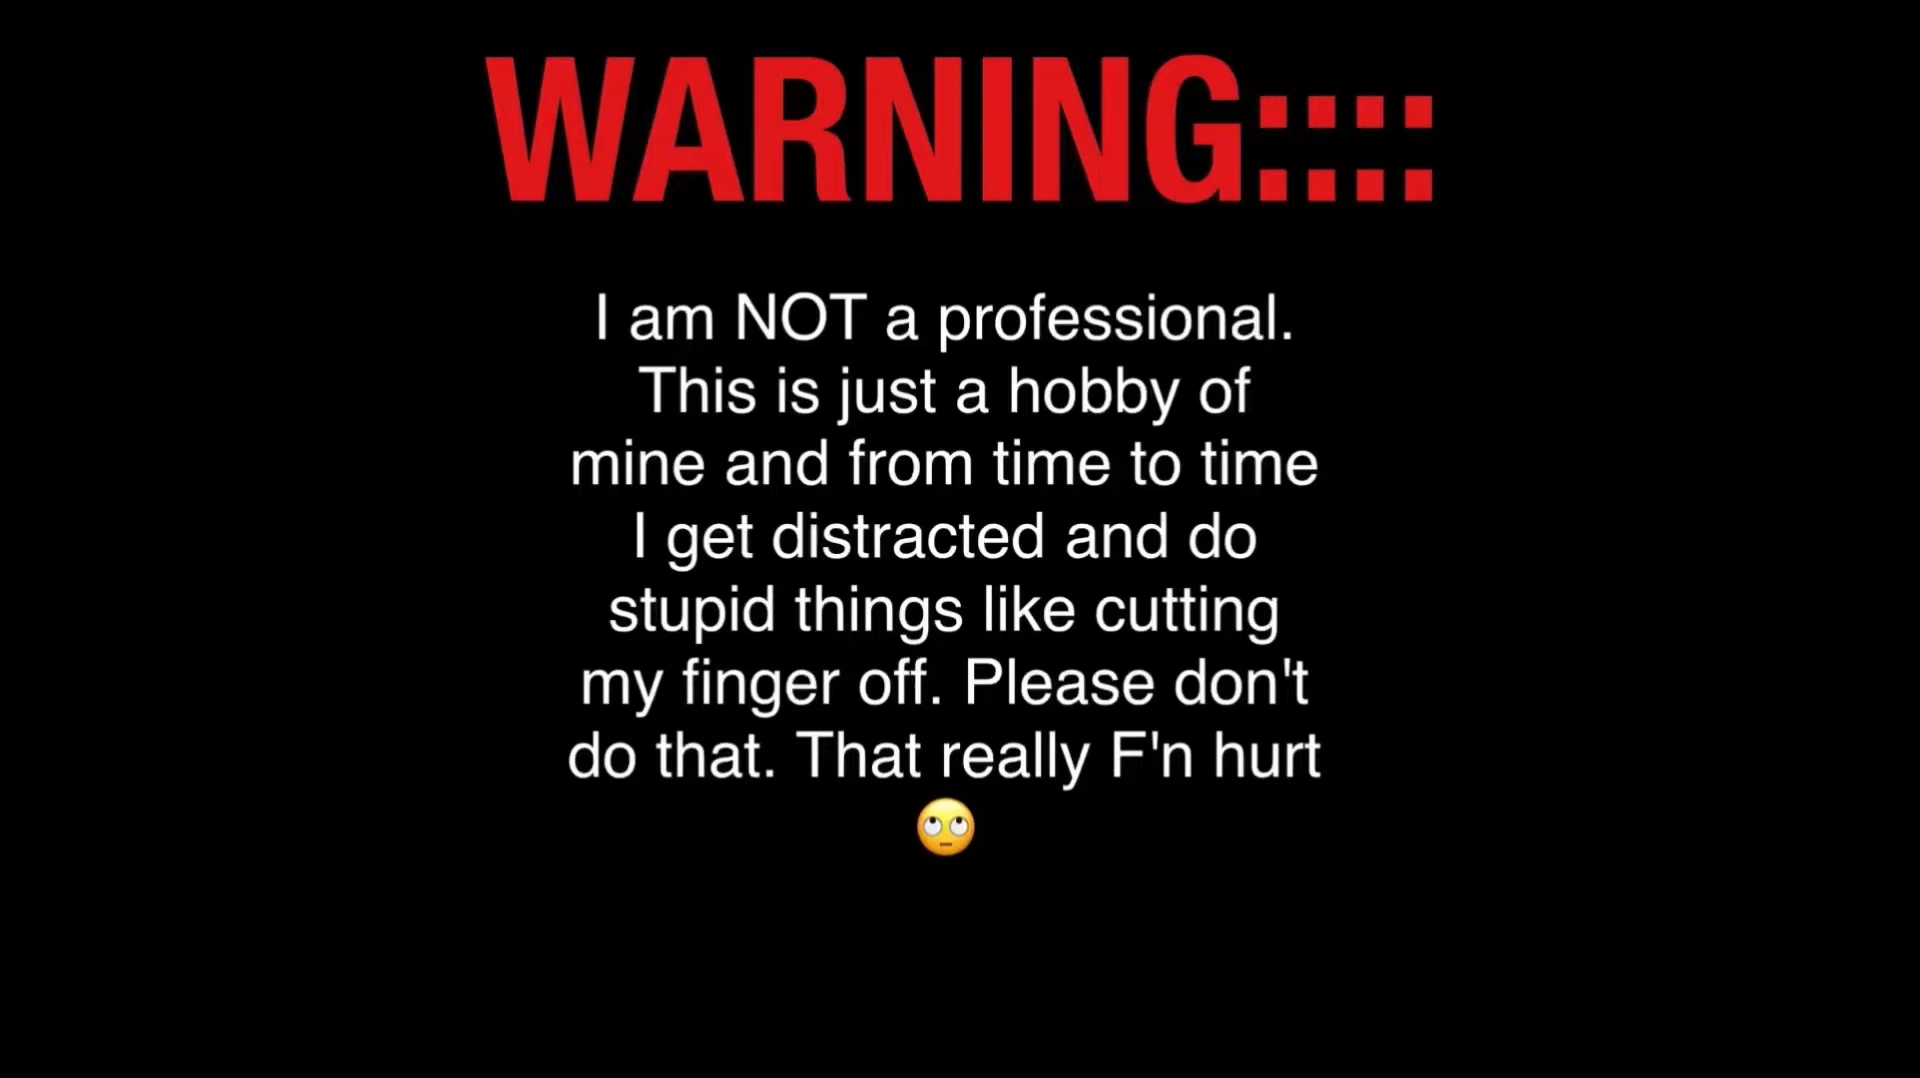 WARNING::::
I am NOT a professional.
This is just a hobby of
mine and from time to time
I get distracted and do
stupid things like cutting
my finger off. Please don't
do that. That really F'n hurt
🙄